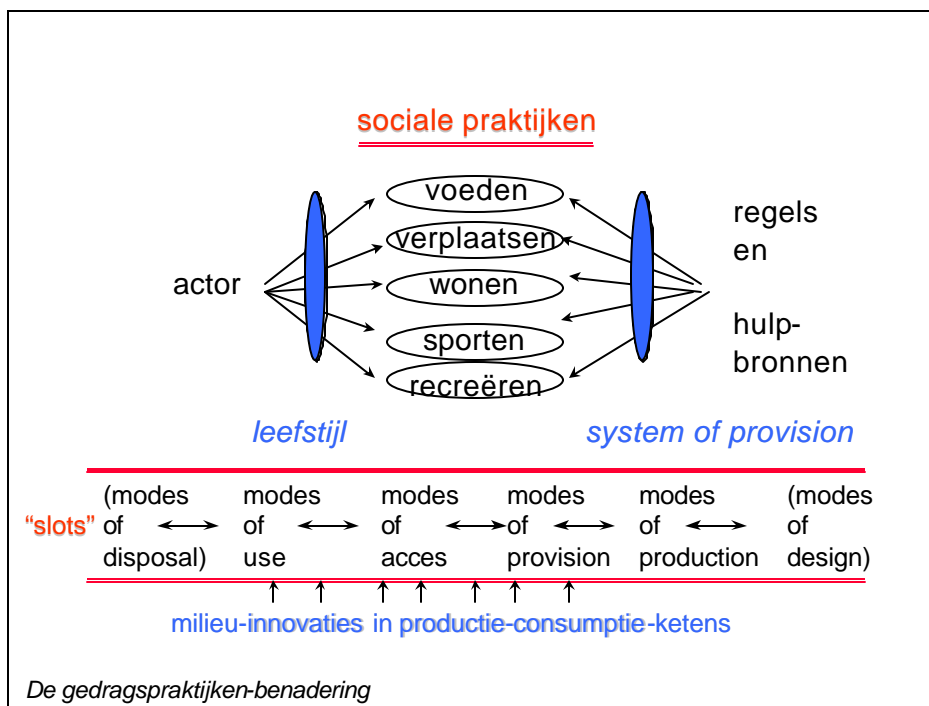 sociale praktijken
voeden
verplaatsen
wonen
sporten
recreëren
actor
regels
en
hulp-
bronnen
leefstijl
system of provision
“slots”
(modes
of
disposal)
modes
of
use
modes
of
acces
modes
of
provision
modes
of
production
(modes
of
design)
milieu-innovaties in productie-consumptie-ketens
De gedragspraktijken-benadering